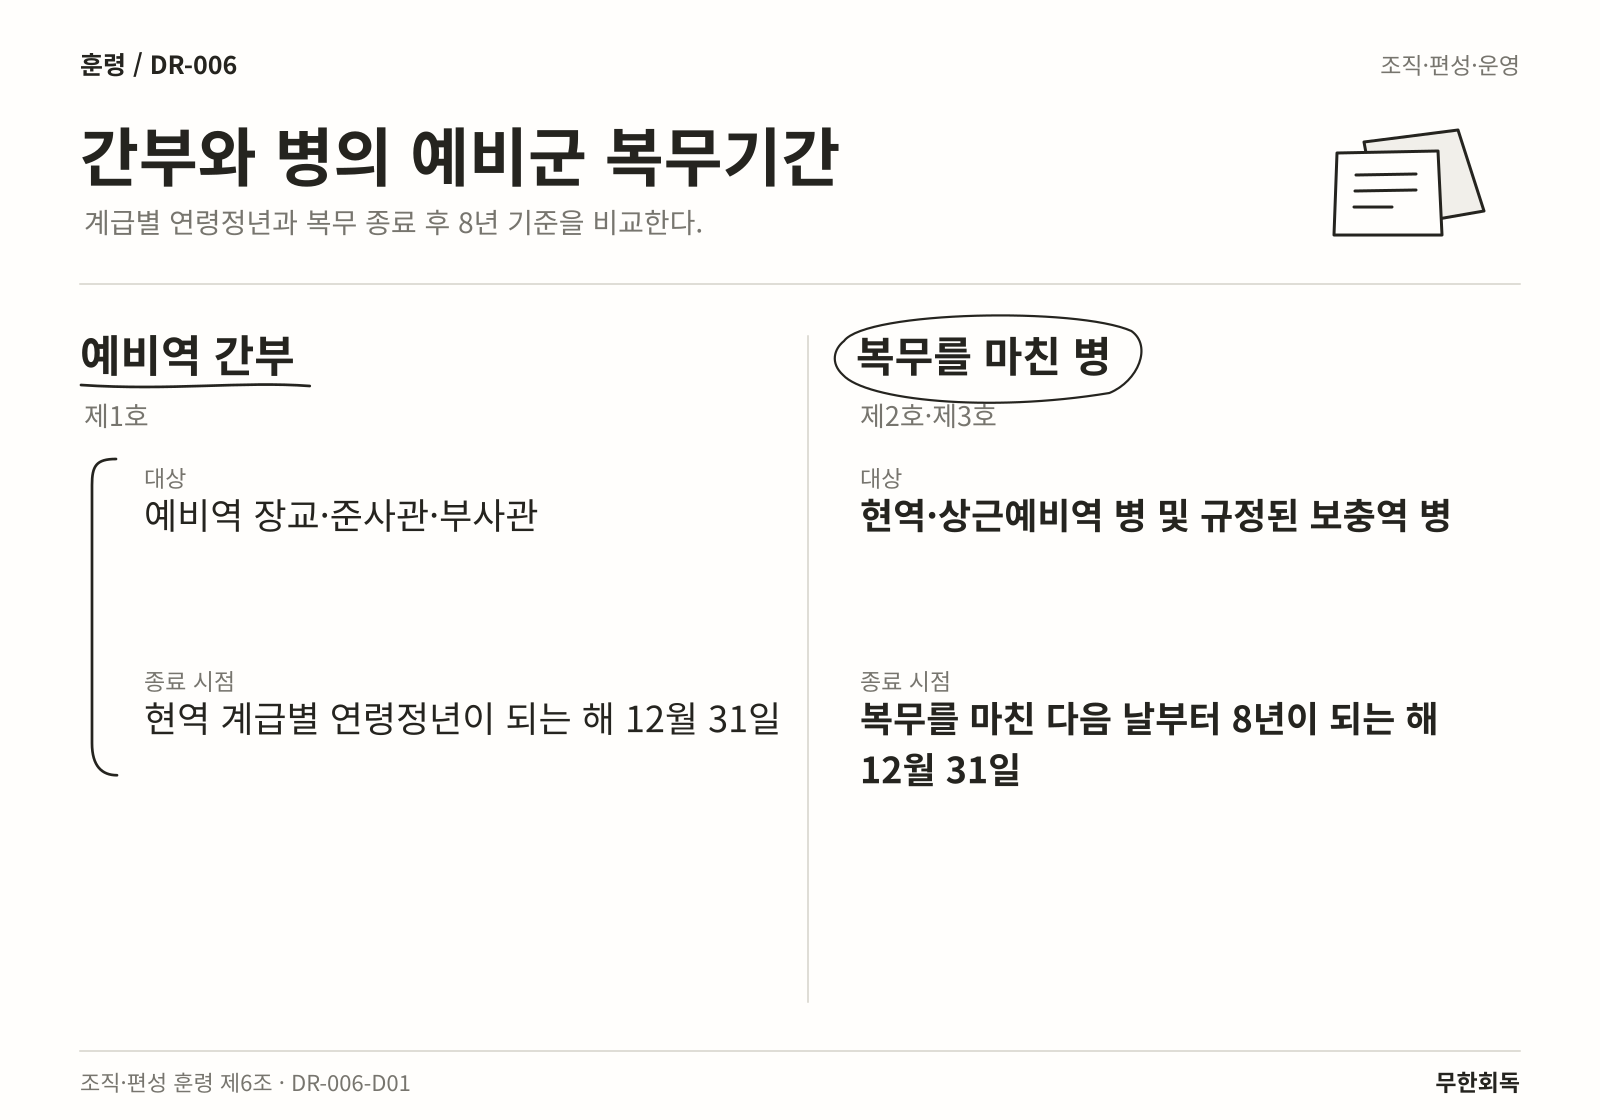 훈령 / DR-006
조직·편성·운영
간부와 병의 예비군 복무기간
계급별 연령정년과 복무 종료 후 8년 기준을 비교한다.
예비역 간부
제1호
대상
예비역 장교·준사관·부사관
종료 시점
현역 계급별 연령정년이 되는 해 12월 31일
복무를 마친 병
제2호·제3호
대상
현역·상근예비역 병 및 규정된 보충역 병
종료 시점
복무를 마친 다음 날부터 8년이 되는 해
12월 31일
조직·편성 훈령 제6조 · DR-006-D01
무한회독